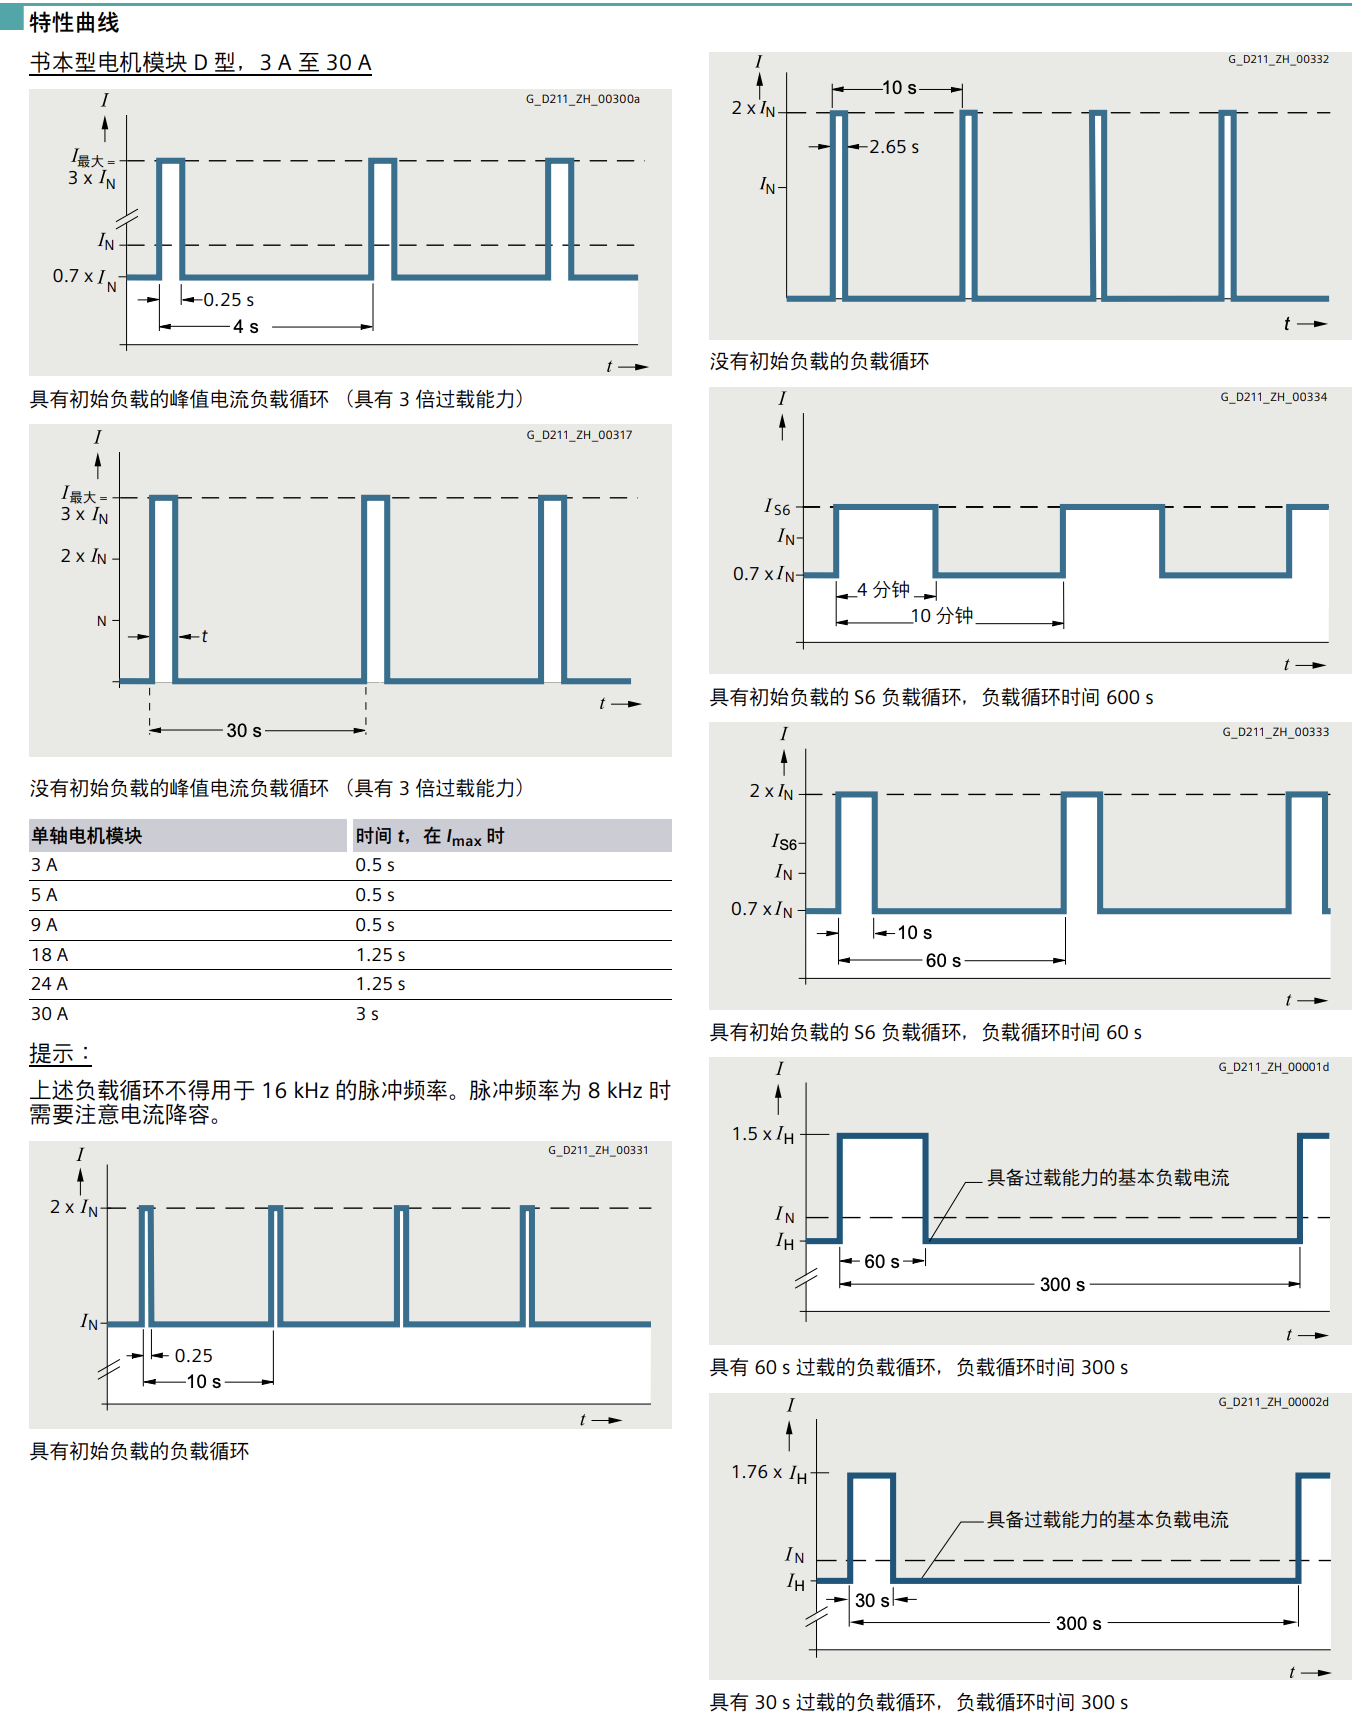 特性曲线
书本型电机模块 D 型，3 A 至 30 A
G_D211_ZH_00300a
I
I最大 =
3 x IN
IN
0.7 x IN
0.25 s
4 s
t
具有初始负载的峰值电流负载循环 （具有 3 倍过载能力）
G_D211_ZH_00317
I
I最大 =
3 x IN
2 x IN
N
t
t
30 s
没有初始负载的峰值电流负载循环 （具有 3 倍过载能力）
单轴电机模块 时间 t，在 Imax 时
3 A 0.5 s
5 A 0.5 s
9 A 0.5 s
18 A 1.25 s
24 A 1.25 s
30 A 3 s
提示：
上述负载循环不得用于 16 kHz 的脉冲频率。脉冲频率为 8 kHz 时
需要注意电流降容。
G_D211_ZH_00331
I
2 x IN
IN
0.25
10 s
t
具有初始负载的负载循环
G_D211_ZH_00332
I
10 s
2 x IN
2.65 s
IN
t
没有初始负载的负载循环
G_D211_ZH_00334
I
IS6
IN
0.7 x IN
4 分钟
10 分钟
t
具有初始负载的 S6 负载循环，负载循环时间 600 s
G_D211_ZH_00333
I
2 x IN
IS6
IN
0.7 x IN
10 s
60 s
t
具有初始负载的 S6 负载循环，负载循环时间 60 s
G_D211_ZH_00001d
I
1.5 x IH
具备过载能力的基本负载电流
IN
IH
60 s
300 s
t
具有 60 s 过载的负载循环，负载循环时间 300 s
G_D211_ZH_00002d
I
1.76 x IH
具备过载能力的基本负载电流
IN
IH
30 s
300 s
t
具有 30 s 过载的负载循环，负载循环时间 300 s